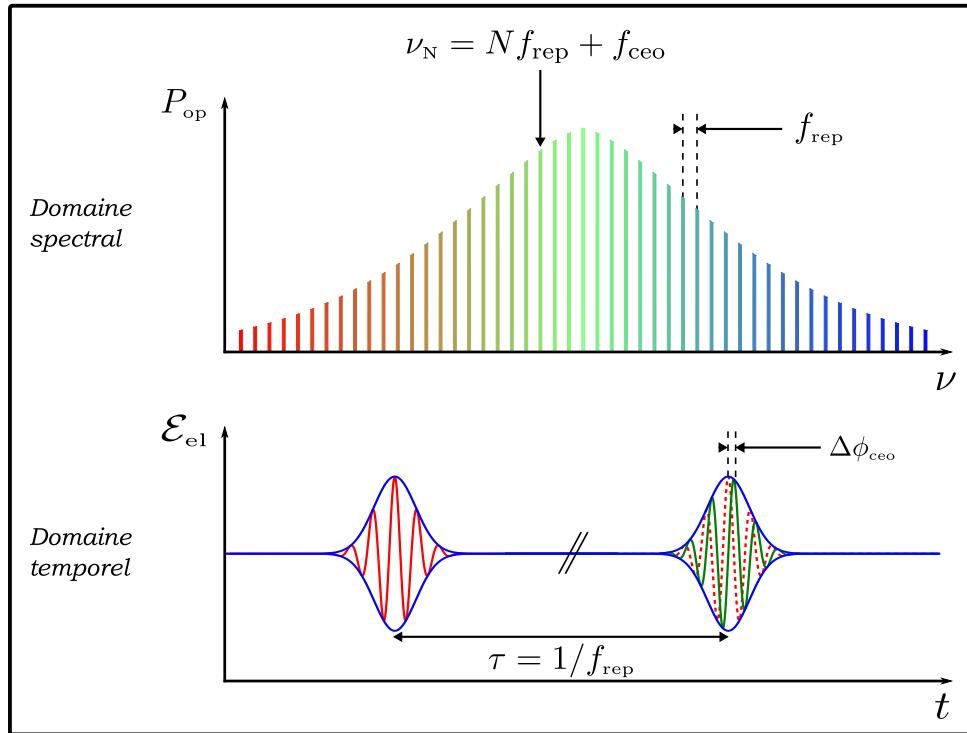 ν_N = N f_rep + f_ceo
P_op
f_rep
Domaine
spectral
ν
ℰ_el
Δϕ_ceo
Domaine
temporel
τ = 1/f_rep
t